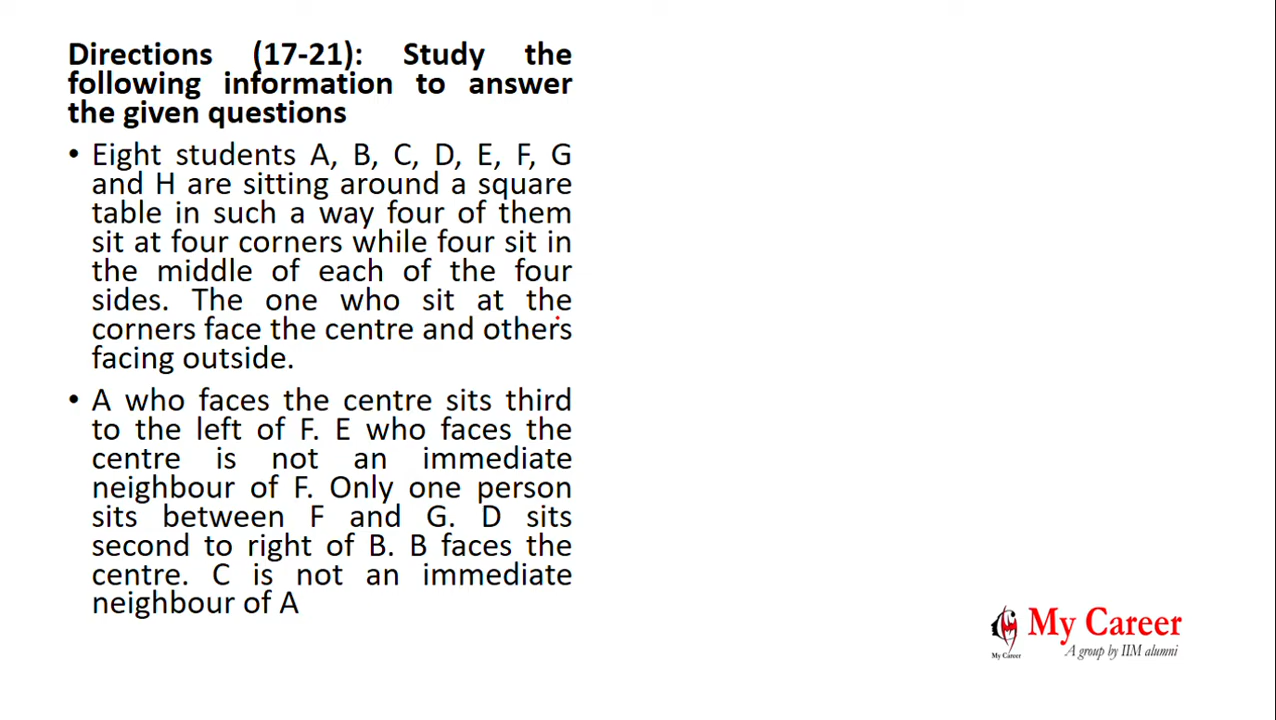 Directions (17-21): Study the
following information to answer
the given questions
• Eight students A, B, C, D, E, F, G
and H are sitting around a square
table in such a way four of them
sit at four corners while four sit in
the middle of each of the four
sides. The one who sit at the
corners face the centre and others
facing outside.
• A who faces the centre sits third
to the left of F. E who faces the
centre is not an immediate
neighbour of F. Only one person
sits between F and G. D sits
second to right of B. B faces the
centre. C is not an immediate
neighbour of A
My Career
A group by IIM alumni
My Career